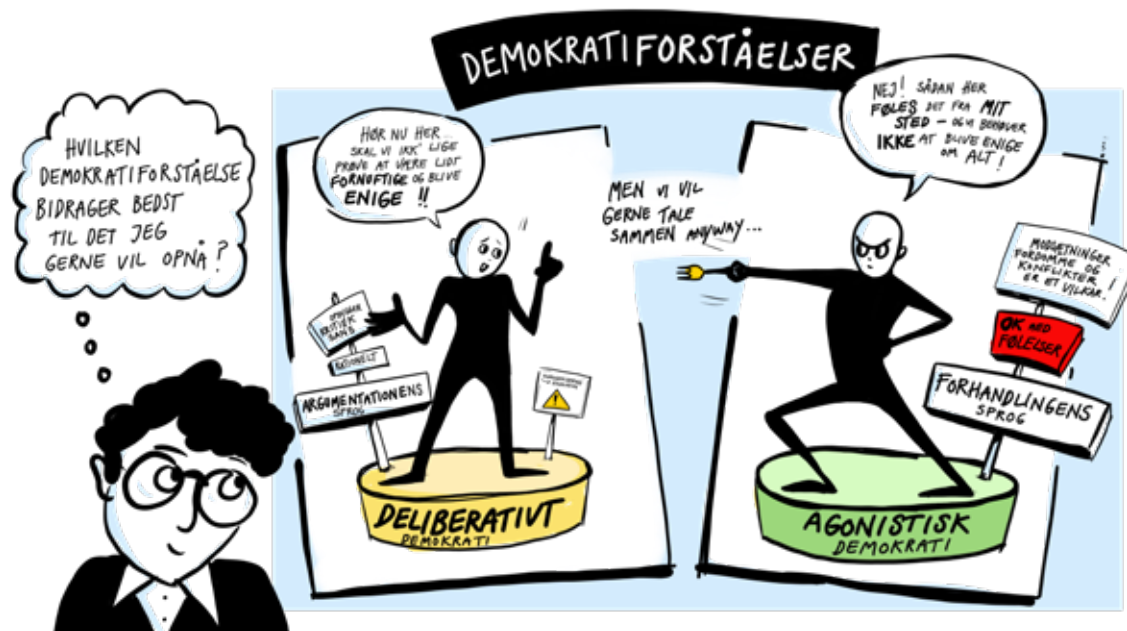 DEMOKRATIFORSTÅELSER
HVILKEN
DEMOKRATIFORSTÅELSE
BIDRAGER BEDST
TIL DET JEG
GERNE VIL OPNÅ?
HØR NU HER...
SKAL VI IKK' LIGE
PRØVE AT VÆRE LIDT
FORNUFTIGE OG BLIVE
ENIGE !!
KRITISK
SANS
RATIONELT
ARGUMENTATIONENS
SPROG
DELIBERATIVT
DEMOKRATI
MEN VI VIL
GERNE TALE
SAMMEN ANYWAY...
NEJ! SÅDAN HER
FØLES DET FRA MIT
STED - OG VI BEHØVER
IKKE AT BLIVE ENIGE
OM ALT!
MODSÆTNINGER
FORDOMME OG
KONFLIKTER
ER ET VILKÅR.
OK MED
FØLELSER
FORHANDLINGENS
SPROG
AGONISTISK
DEMOKRATI